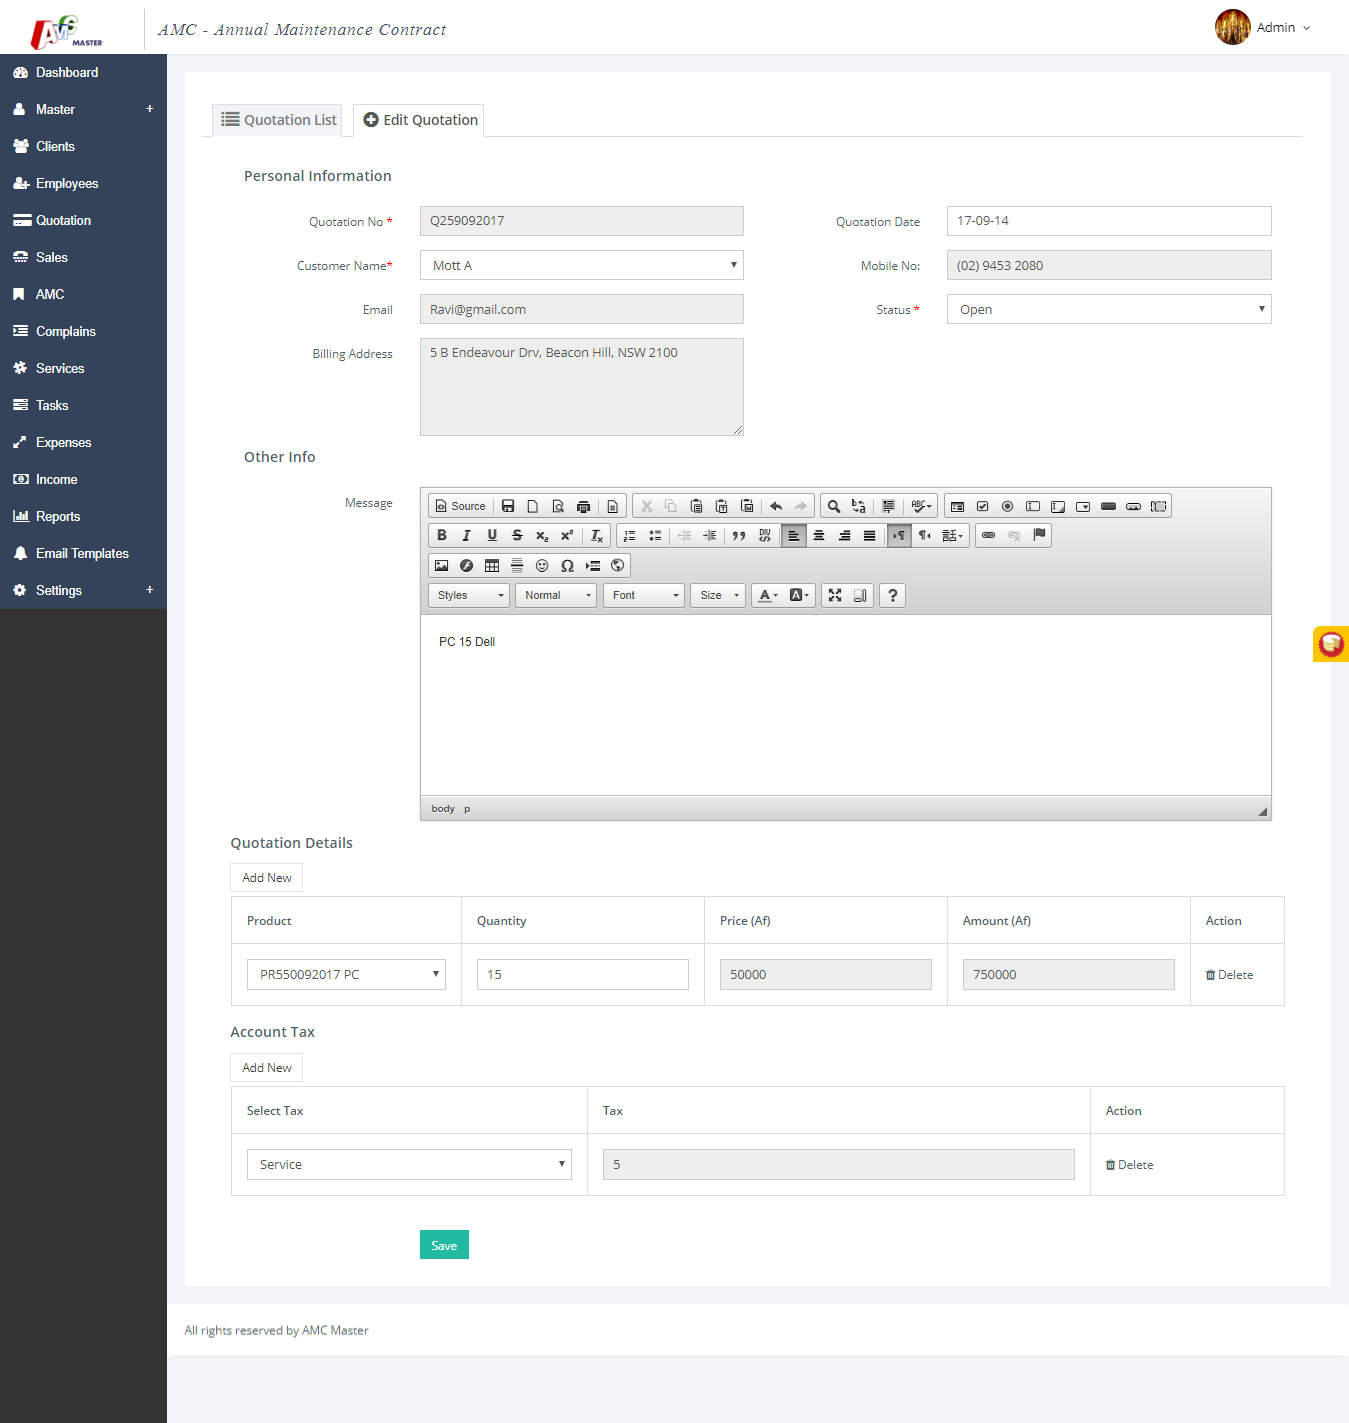 MASTER
AMC - Annual Maintenance Contract
Admin
Dashboard
Master +
Clients
Employees
Quotation
Sales
AMC
Complains
Services
Tasks
Expenses
Income
Reports
Email Templates
Settings +
Quotation List
Edit Quotation
Personal Information
Quotation No * Q259092017
Quotation Date 17-09-14
Customer Name* Mott A
Mobile No: (02) 9453 2080
Email Ravi@gmail.com
Status * Open
Billing Address 5 B Endeavour Drv, Beacon Hill, NSW 2100
Other Info
Message
Source
Styles Normal Font Size
PC 15 Dell
body p
Quotation Details
Add New
Product Quantity Price (Af) Amount (Af) Action
PR550092017 PC 15 50000 750000 Delete
Account Tax
Add New
Select Tax Tax Action
Service 5 Delete
Save
All rights reserved by AMC Master